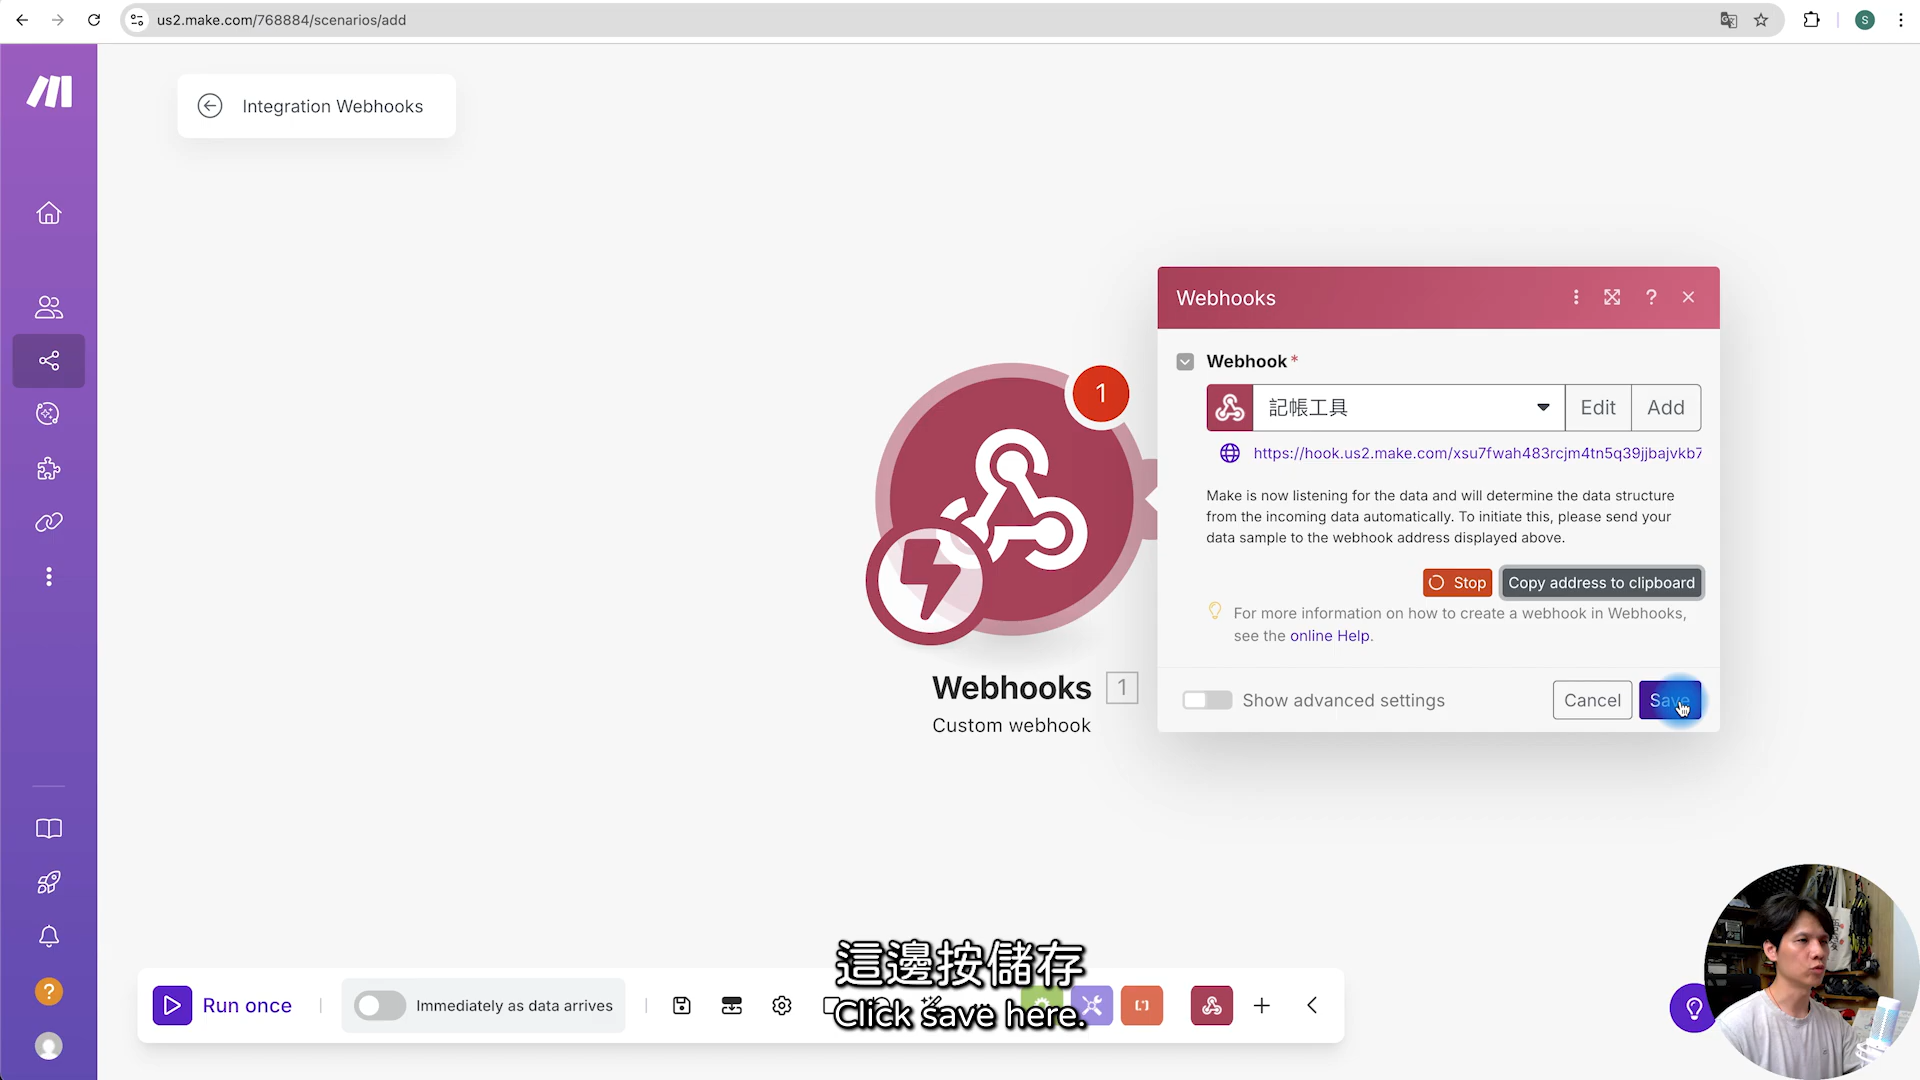 us2.make.com/768884/scenarios/add
S
Integration Webhooks
Webhooks
?
Webhook*
記帳工具
Edit
Add
https://hook.us2.make.com/xsu7fwah483rcjm4tn5q39jjbajvkb7
Make is now listening for the data and will determine the data structure
from the incoming data automatically. To initiate this, please send your
data sample to the webhook address displayed above.
Stop
Copy address to clipboard
For more information on how to create a webhook in Webhooks,
see the online Help.
Show advanced settings
Cancel
Save
1
Webhooks 1
Custom webhook
?
Run once
Immediately as data arrives
這邊按儲存
Click save here.